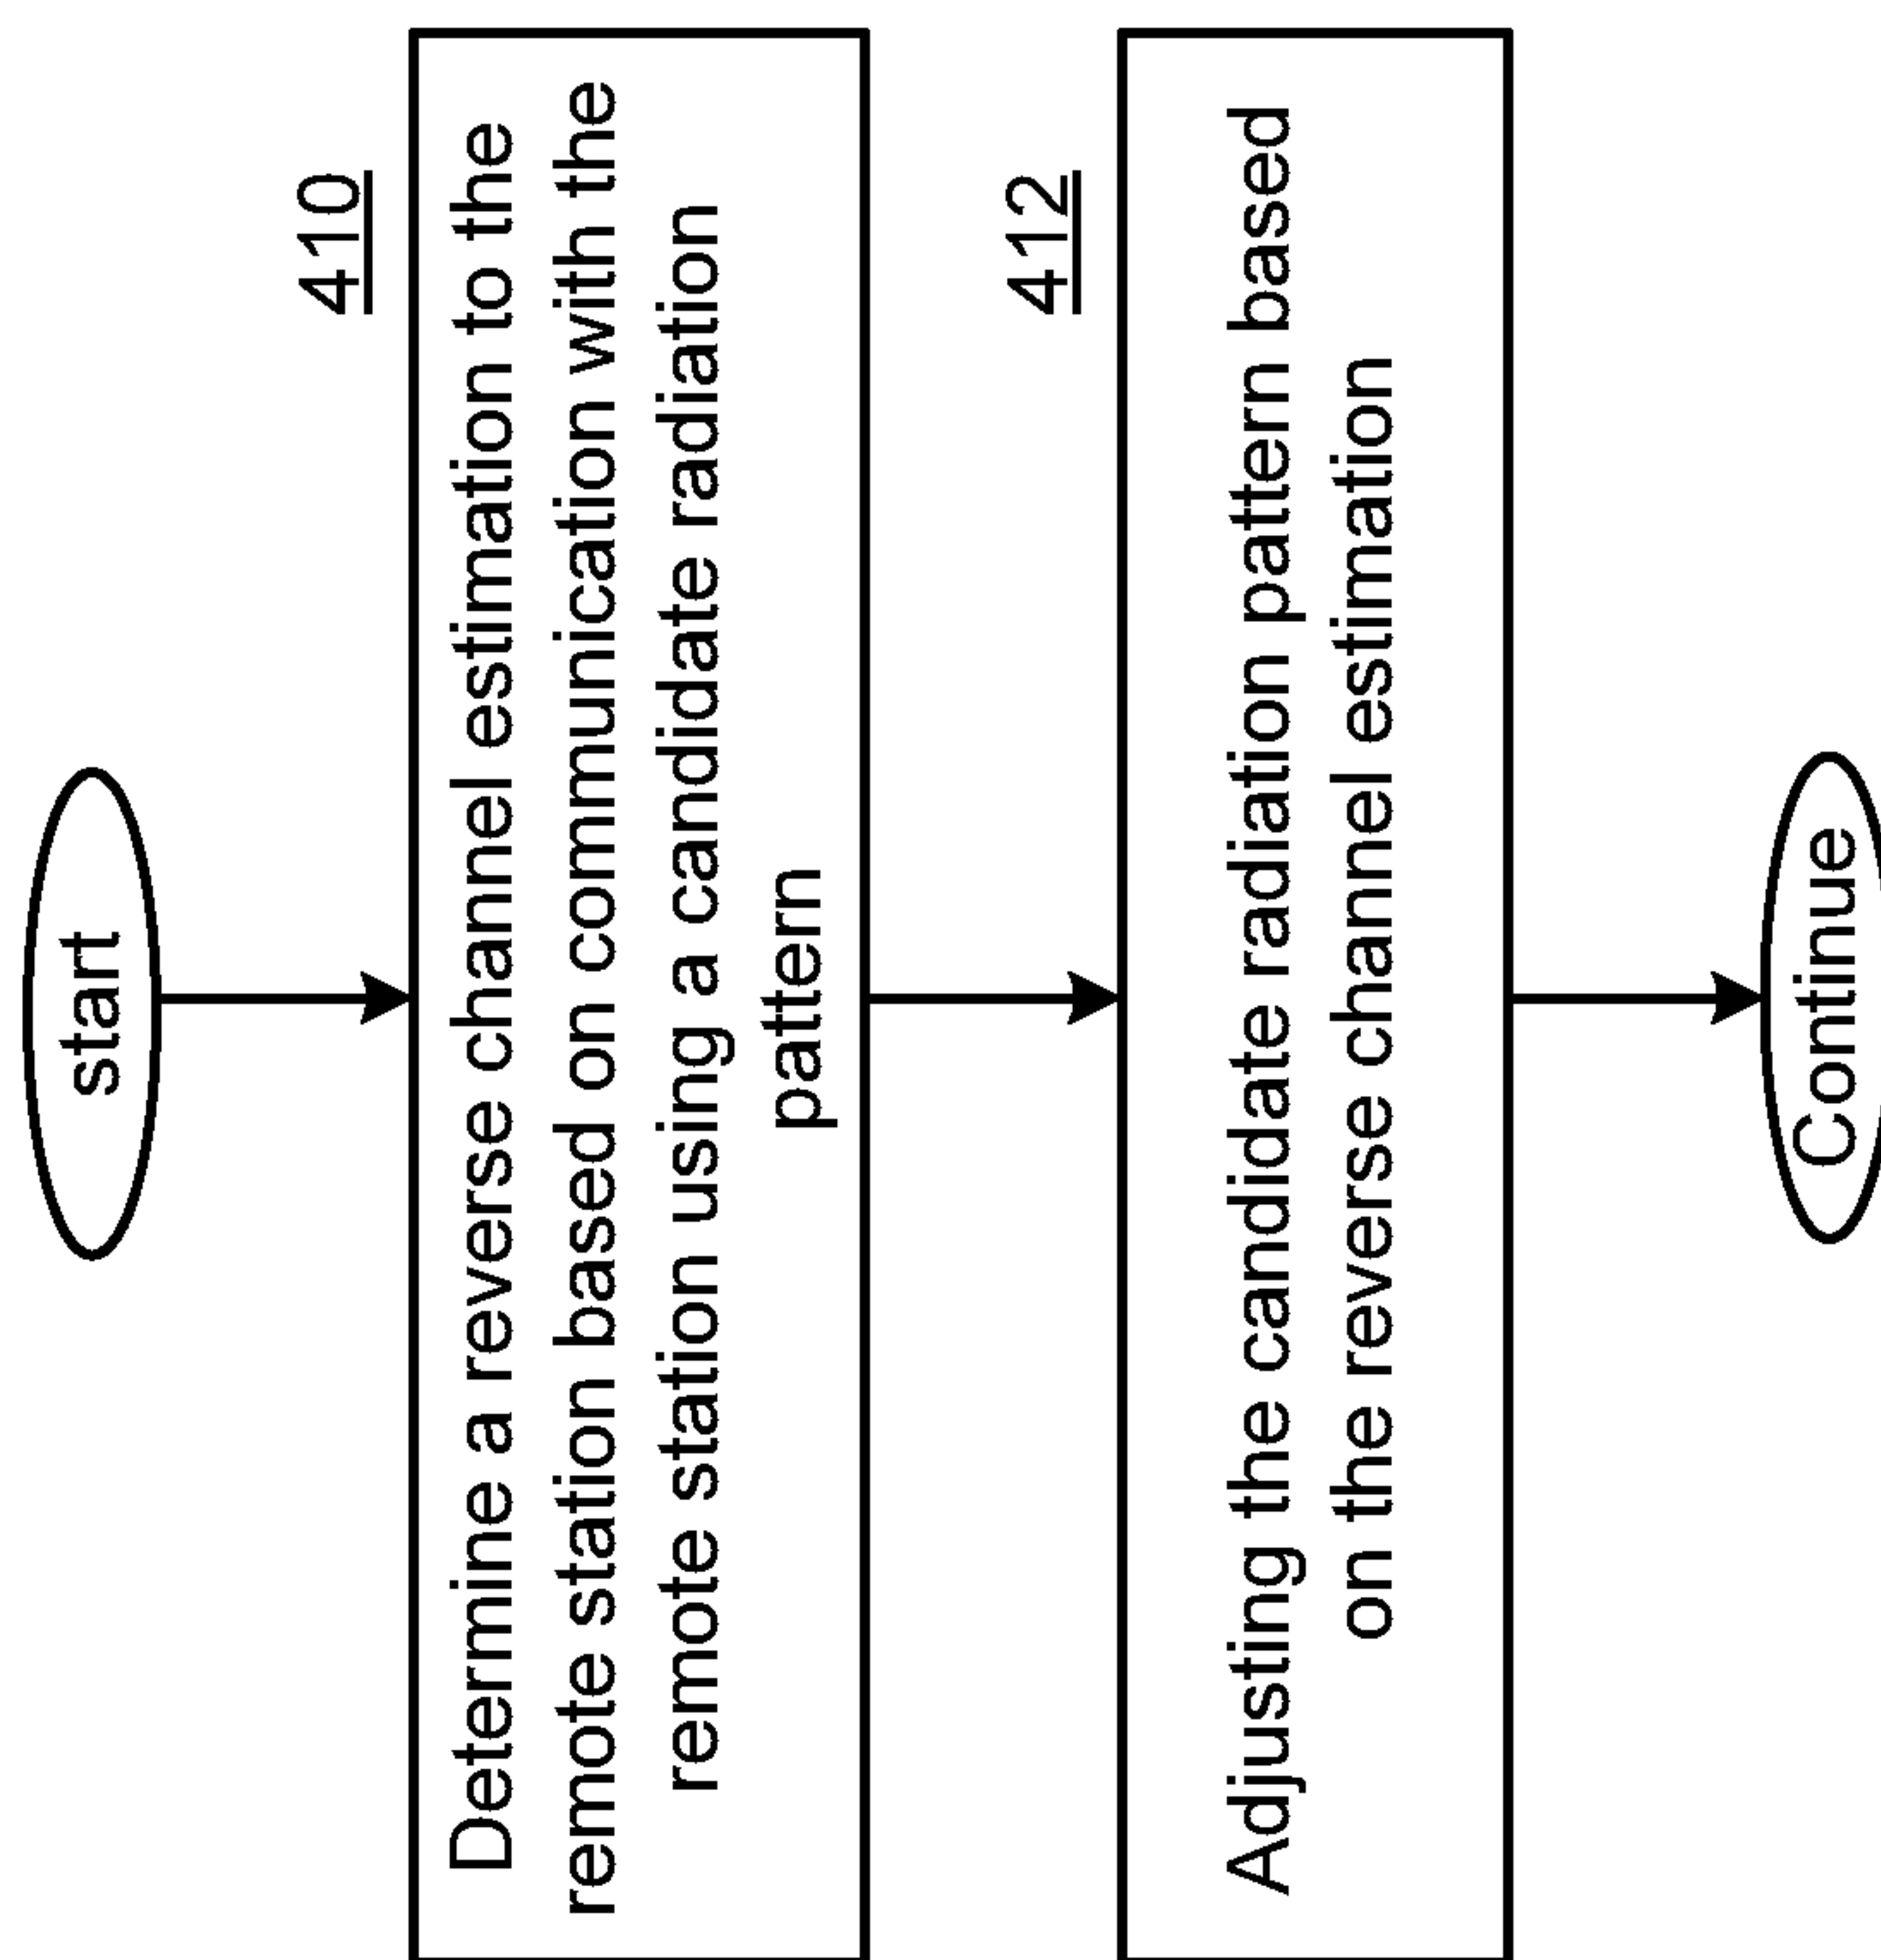 start
410
Determine a reverse channel estimation to the
remote station based on communication with the
remote station using a candidate radiation
pattern
412
Adjusting the candidate radiation pattern based
on the reverse channel estimation
Continue